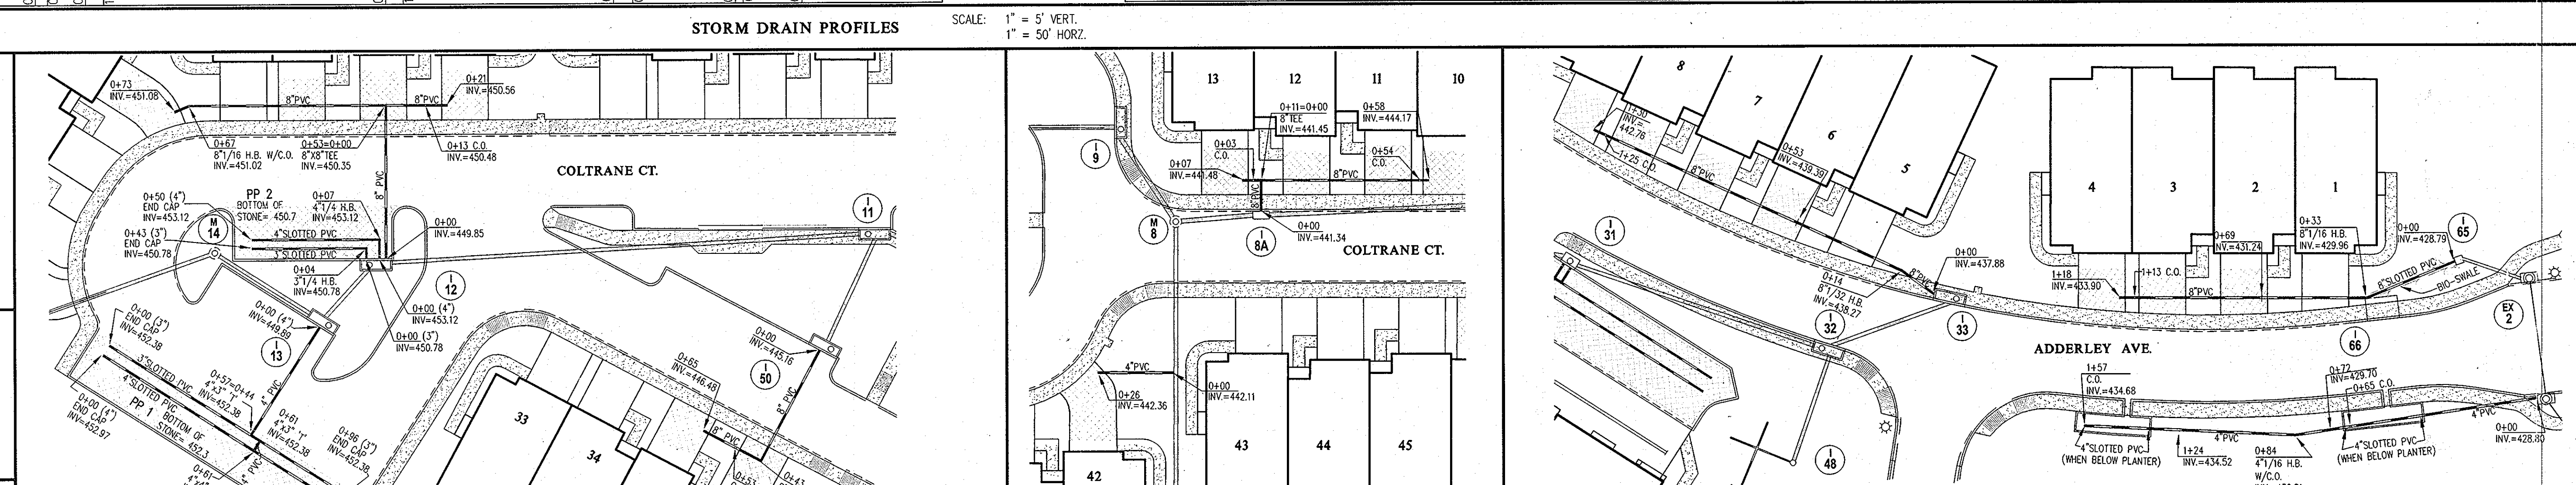 STORM DRAIN PROFILES
SCALE: 1" = 5' VERT.
1" = 50' HORZ.
0+73
INV.=451.08
8"PVC
8"PVC
0+21
INV.=450.56
0+67
8"1/16 H.B. W/C.O.
INV.=451.02
0+53=0+00
8"X8"TEE
INV.=450.35
0+13 C.O.
INV.=450.48
COLTRANE CT.
8" PVC
0+50 (4")
END CAP
INV=453.12
PP 2
BOTTOM OF
STONE= 450.7
0+07
4"1/4 H.B.
INV=453.12
0+00
INV.=449.85
I
11
M
14
0+43 (3")
END CAP
INV=450.78
4"SLOTTED PVC
3"SLOTTED PVC
0+04
3"1/4 H.B.
INV=450.78
I
12
0+00 (4")
INV=453.12
0+00 (3")
INV=450.78
0+00 (4")
INV=449.89
I
13
0+00 (3")
END CAP
INV=452.38
3"SLOTTED PVC
4"SLOTTED PVC
PP 1
BOTTOM OF
STONE= 452.3
0+57=0+44
4"x3" 'T'
INV=452.38
4" PVC
0+61
4"x3" 'T'
INV=452.38
0+96 (3")
END CAP
INV=452.38
0+00 (4")
END CAP
INV=452.97
0+61
PVC
33
34
0+65
INV.=446.48
8" PVC
0+53
0+43
0+00
INV.=445.16
I
50
8" PVC
13
12
11
10
0+11=0+00
8"TEE
INV.=441.45
0+58
INV.=444.17
I
9
0+03
C.O.
0+07
INV.=441.48
0+54
C.O.
8"PVC
8"PVC
M
8
I
8A
0+00
INV.=441.34
COLTRANE CT.
4"PVC
0+26
INV.=442.36
0+00
INV.=442.11
42
43
44
45
8
7
6
5
INV.=
442.76
1+25 C.O.
0+53
INV.=439.39
8"PVC
I
31
0+14
8"1/32 H.B.
INV.=438.27
8"PVC
0+00
INV.=437.88
I
32
I
33
I
48
4
3
2
1
1+18
INV.=433.90
1+13 C.O.
8"PVC
0+69
INV.=431.24
0+33
8"1/16 H.B.
INV.=429.96
0+00
INV.=428.79
I
65
8"SLOTTED PVC
BIO-SWALE
EX
2
I
66
ADDERLEY AVE.
1+57
C.O.
INV.=434.68
0+72
INV=429.70
0+65 C.O.
4"PVC
0+00
INV.=428.80
4"SLOTTED PVC
(WHEN BELOW PLANTER)
4"PVC
1+24
INV.=434.52
0+84
4"1/16 H.B.
W/C.O.
4"SLOTTED PVC
(WHEN BELOW PLANTER)